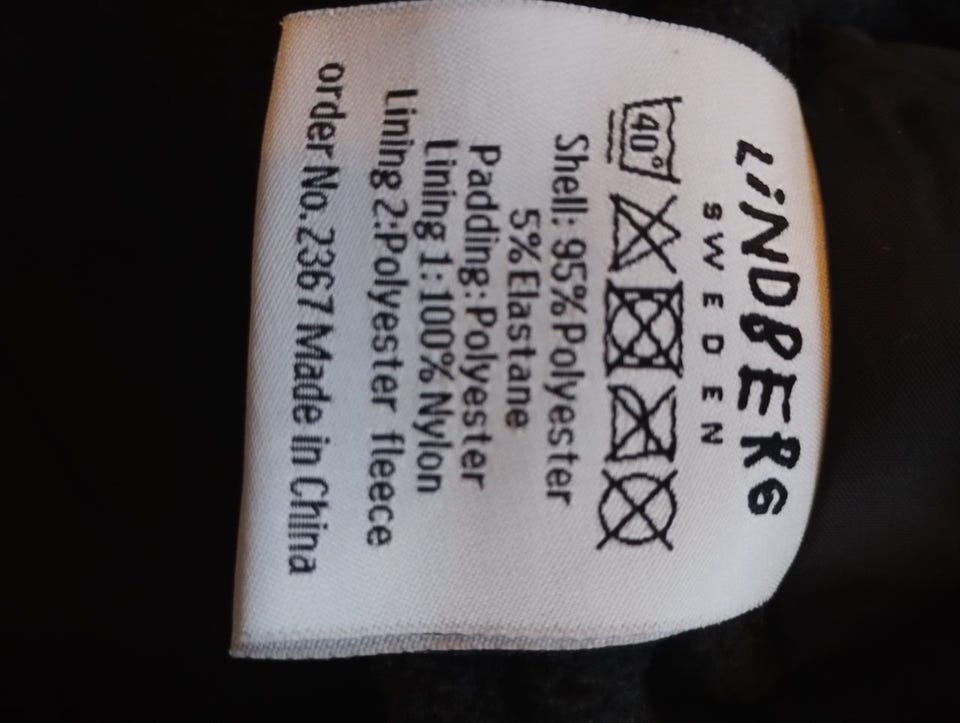 LiNDBERG
SWEDEN
40°
Shell: 95%Polyester
5%Elastane
Padding:Polyester
Lining 1:100% Nylon
Lining 2:Polyester fleece
order No.2367 Made in China